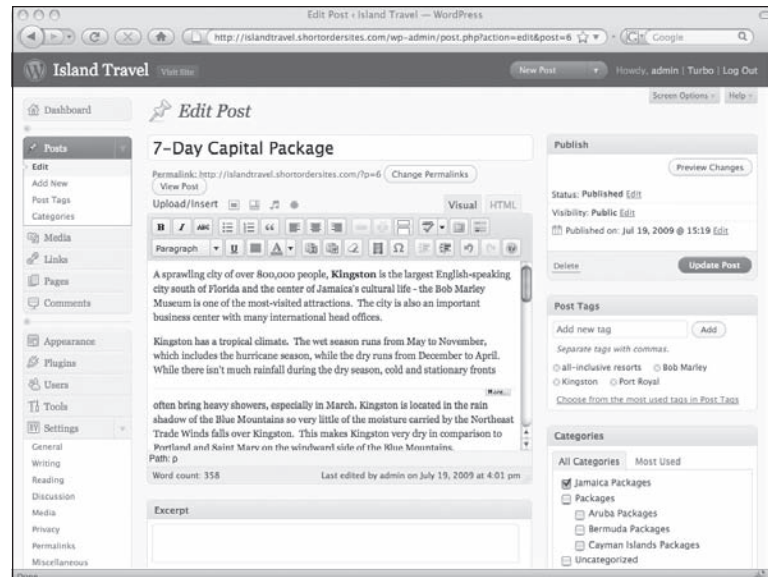 Edit Post ‹ Island Travel — WordPress
http://islandtravel.shortordersites.com/wp-admin/post.php?action=edit&post=6
Google
Island Travel
Visit Site
New Post
Howdy, admin | Turbo | Log Out
Screen Options
Help
Dashboard
Posts
Edit
Add New
Post Tags
Categories
Media
Links
Pages
Comments
Appearance
Plugins
Users
Tools
Settings
General
Writing
Reading
Discussion
Media
Privacy
Permalinks
Miscellaneous
Edit Post
7-Day Capital Package
Permalink: http://islandtravel.shortordersites.com/?p=6 Change Permalinks
View Post
Upload/Insert
Visual HTML
B I ABC
Paragraph U A Ω
A sprawling city of over 800,000 people, Kingston is the largest English-speaking
city south of Florida and the center of Jamaica's cultural life - the Bob Marley
Museum is one of the most-visited attractions. The city is also an important
business center with many international head offices.
Kingston has a tropical climate. The wet season runs from May to November,
which includes the hurricane season, while the dry runs from December to April.
While there isn't much rainfall during the dry season, cold and stationary fronts
More...
often bring heavy showers, especially in March. Kingston is located in the rain
shadow of the Blue Mountains so very little of the moisture carried by the Northeast
Trade Winds falls over Kingston. This makes Kingston very dry in comparison to
Portland and Saint Mary on the windward side of the Blue Mountains.
Path: p
Word count: 358
Last edited by admin on July 19, 2009 at 4:01 pm
Excerpt
Publish
Preview Changes
Status: Published Edit
Visibility: Public Edit
Published on: Jul 19, 2009 @ 15:19 Edit
Delete
Update Post
Post Tags
Add new tag
Add
Separate tags with commas.
all-inclusive resorts Bob Marley
Kingston Port Royal
Choose from the most used tags in Post Tags
Categories
All Categories Most Used
Jamaica Packages
Packages
Aruba Packages
Bermuda Packages
Cayman Islands Packages
Uncategorized
Done